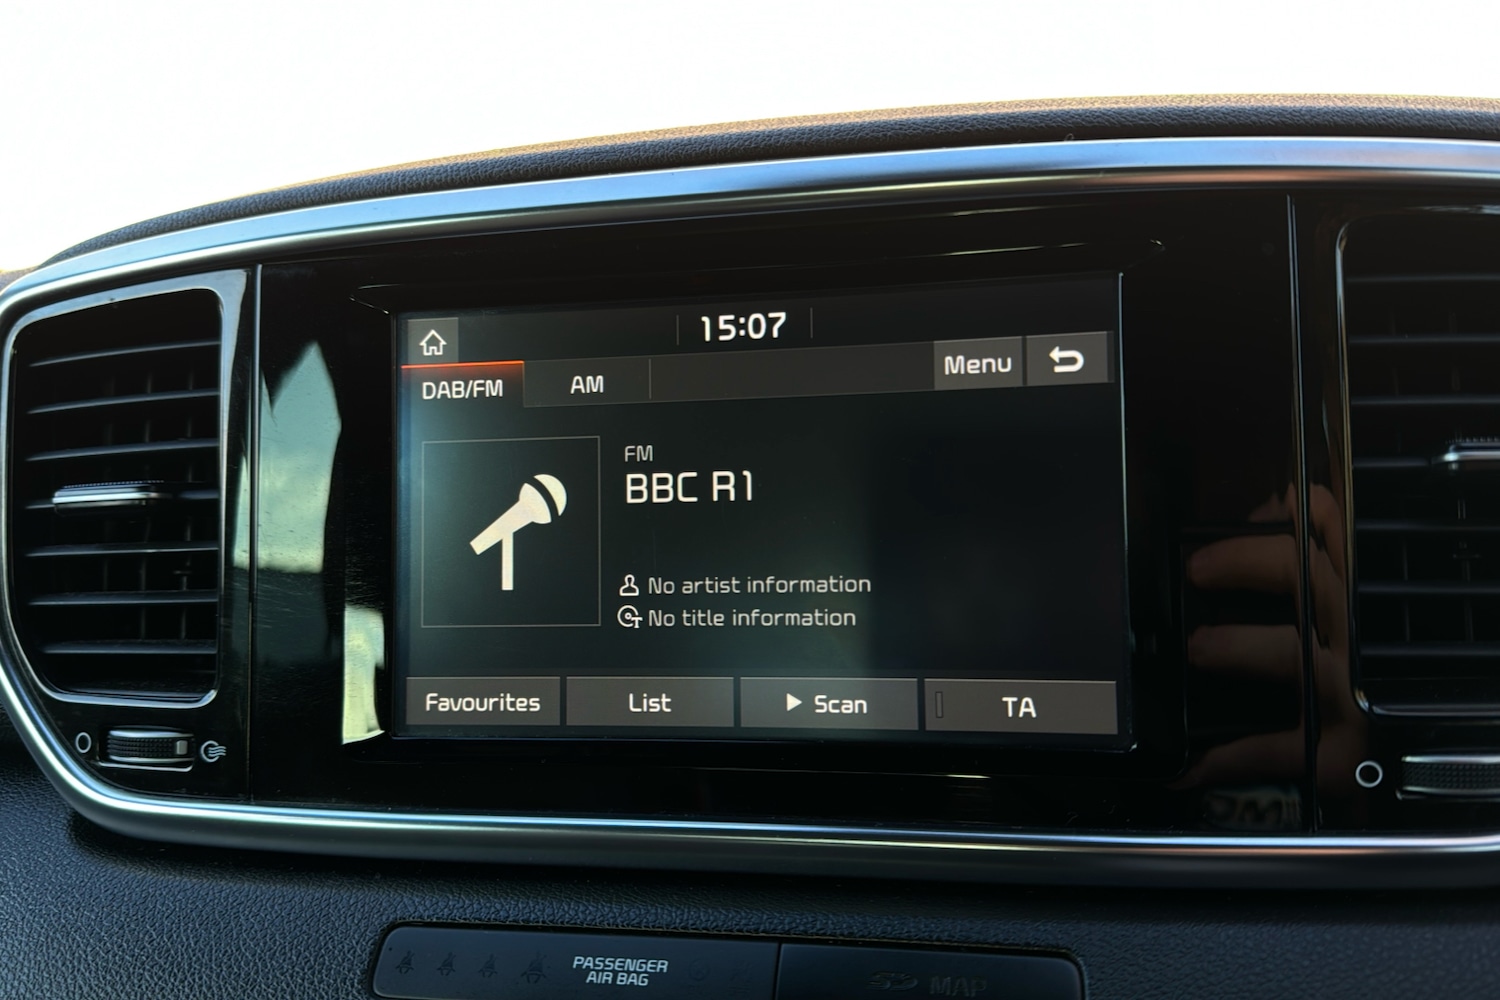 15:07
DAB/FM
AM
Menu
FM
BBC R1
No artist information
No title information
Favourites
List
Scan
TA
PASSENGER
AIR BAG
MAP